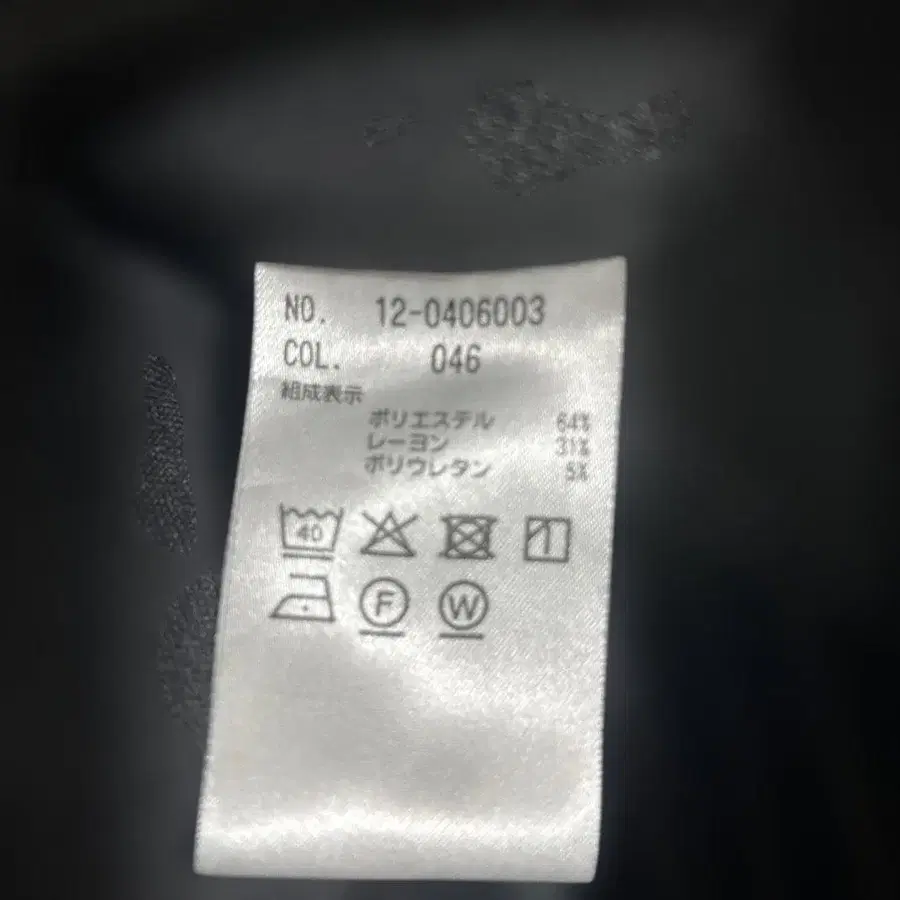 NO. 12-0406003
COL. 046
組成表示
ポリエステル 64%
レーヨン 31%
ポリウレタン 5%
40
F W